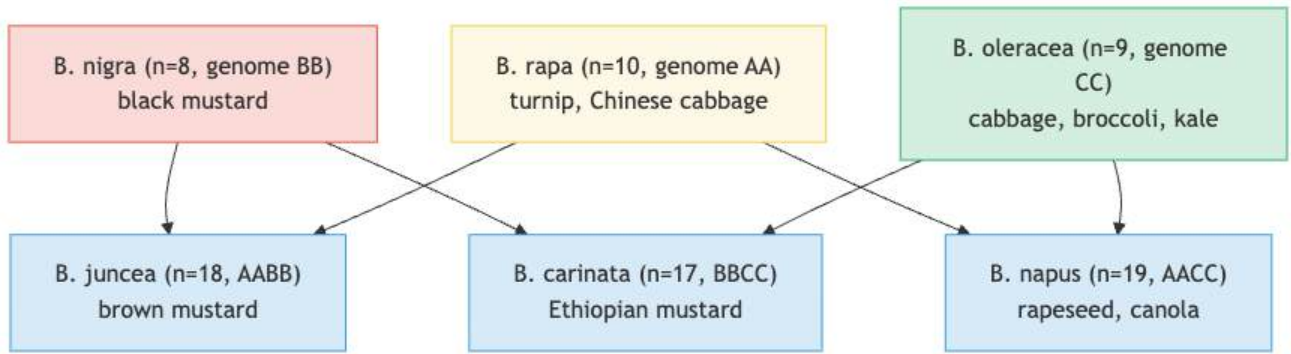 B. nigra (n=8, genome BB)
black mustard
B. rapa (n=10, genome AA)
turnip, Chinese cabbage
B. oleracea (n=9, genome
CC)
cabbage, broccoli, kale
B. juncea (n=18, AABB)
brown mustard
B. carinata (n=17, BBCC)
Ethiopian mustard
B. napus (n=19, AACC)
rapeseed, canola